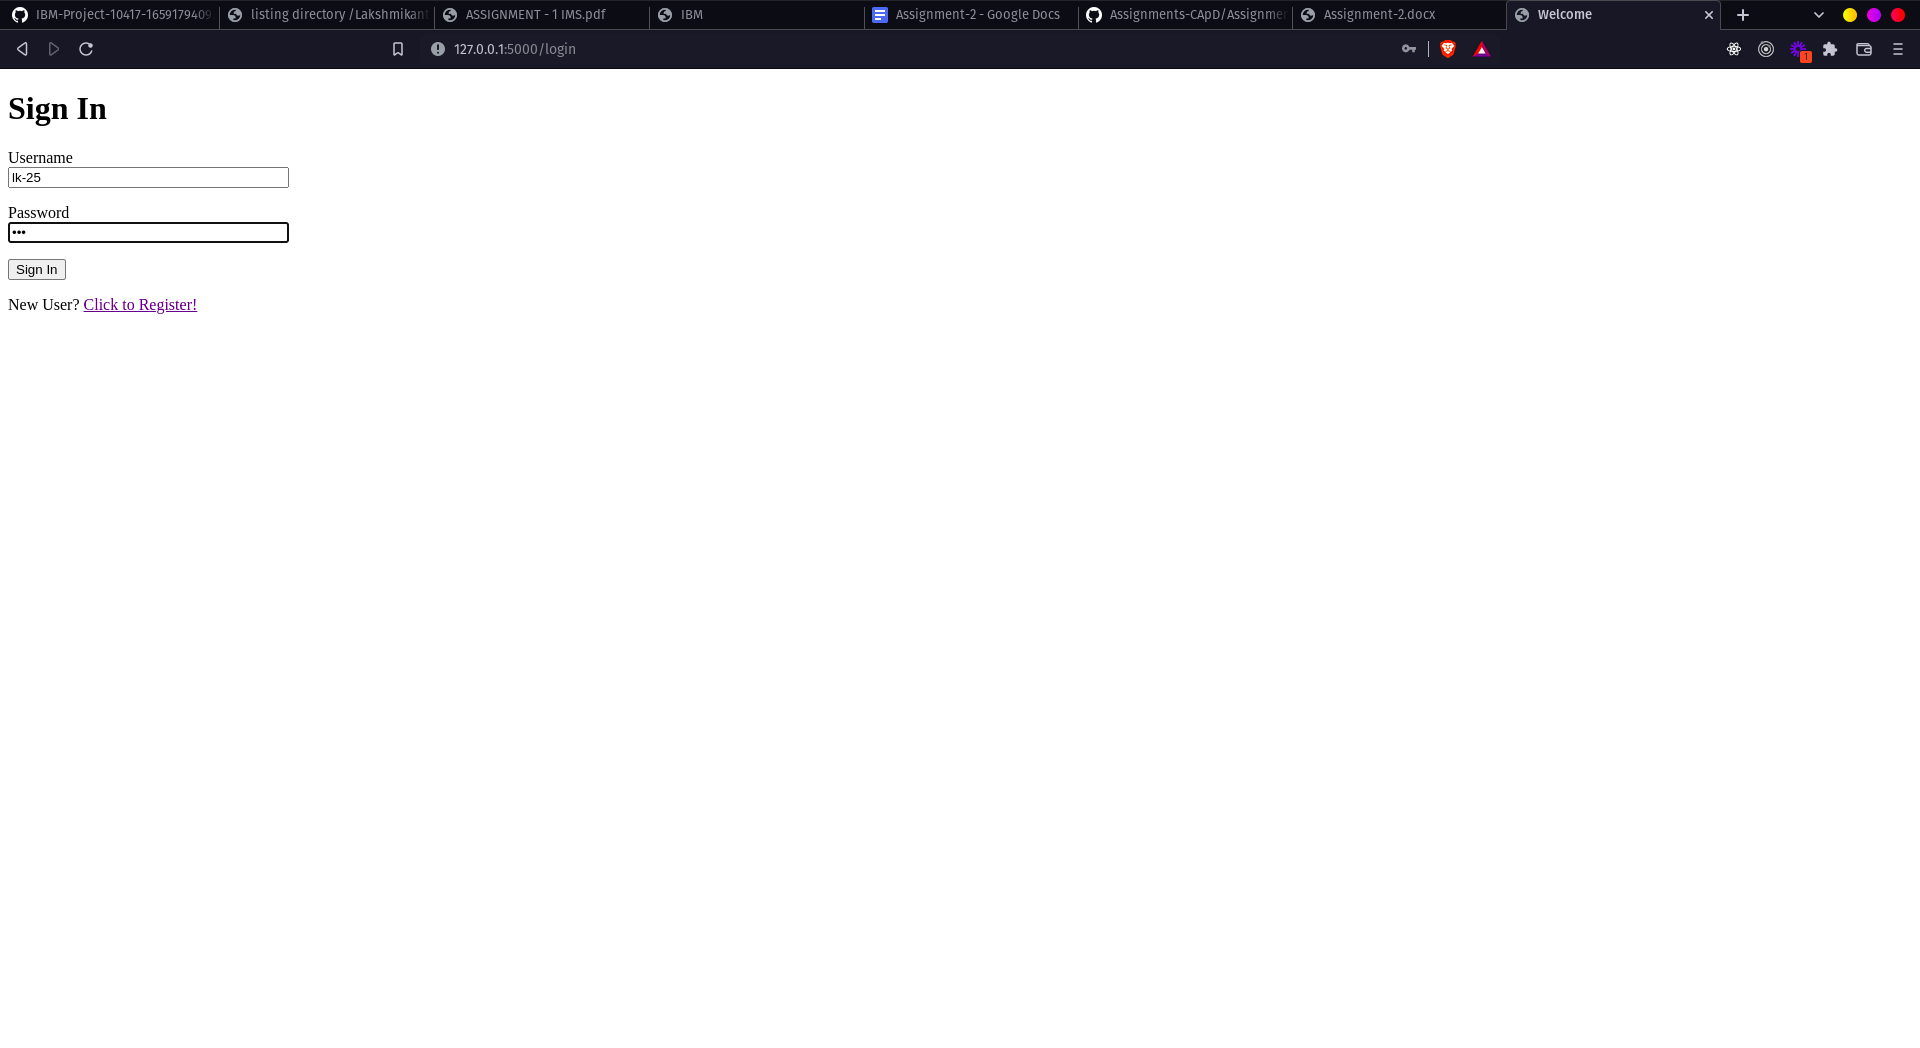 IBM-Project-10417-1659179409
listing directory /Lakshmikant
ASSIGNMENT - 1 IMS.pdf
IBM
Assignment-2 - Google Docs
Assignments-CApD/Assignme
Assignment-2.docx
Welcome
127.0.0.1:5000/login
1
Sign In
Username
lk-25
Password
•••
Sign In
New User? Click to Register!